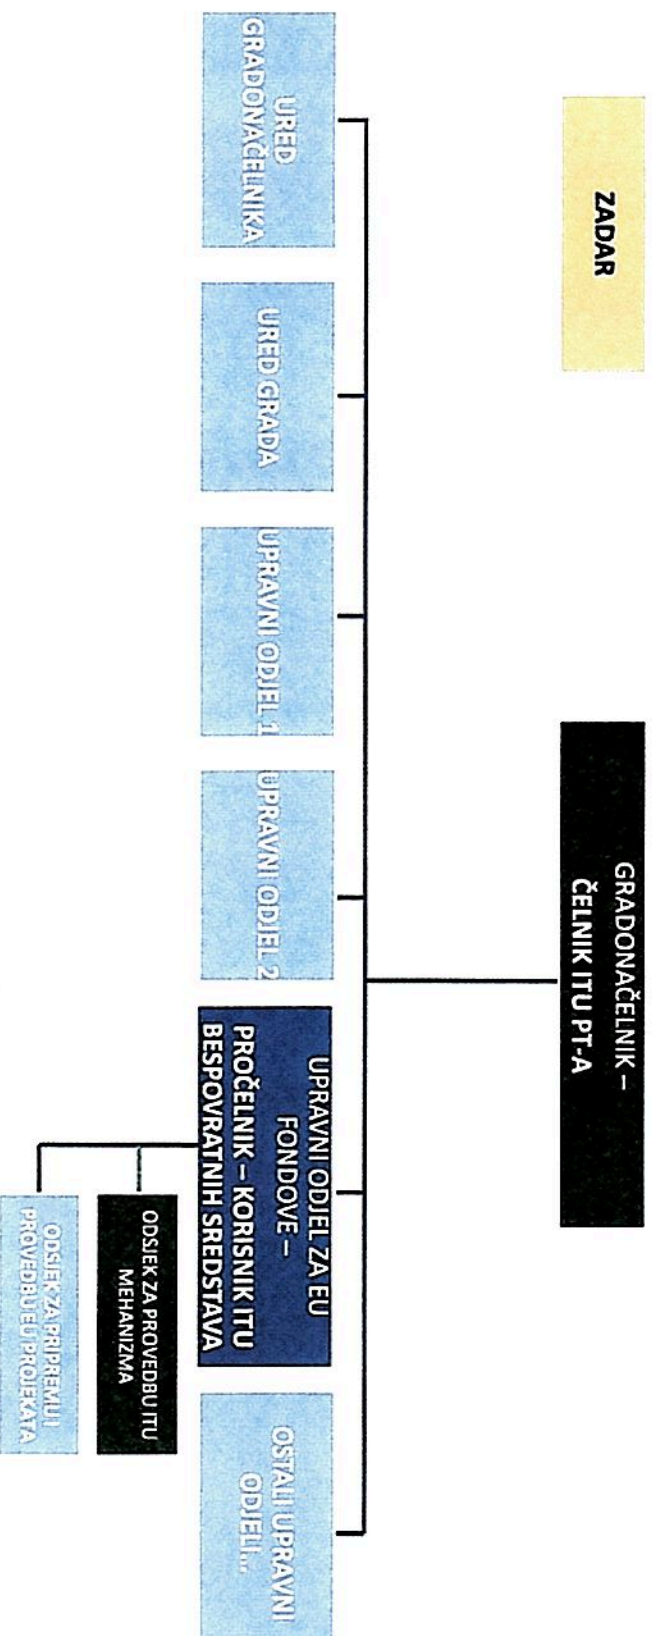 ZADAR
GRADONAČELNIK –
ČELNIK ITU PT-A
URED
GRADONAČELNIKA
URED GRADA
UPRAVNI ODJEL 1
UPRAVNI ODJEL 2
UPRAVNI ODJEL ZA EU
FONDOVE –
PROČELNIK – KORISNIK ITU
BESPOVRATNIH SREDSTAVA
OSTALI UPRAVNI
ODJELI...
ODSJEK ZA PROVEDBU ITU
MEHANIZMA
ODSJEK ZA PRIPREMU I
PROVEDBU EU PROJEKATA